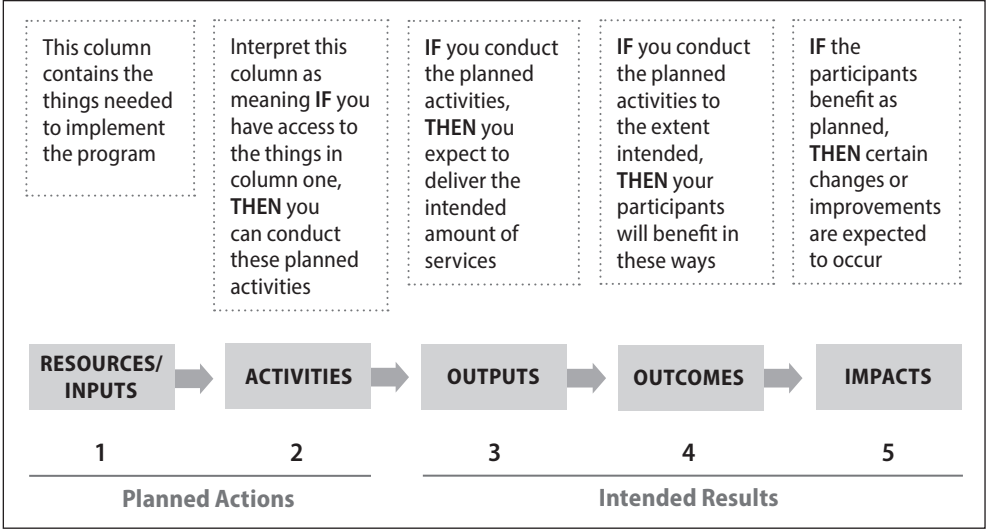 This column
contains the
things needed
to implement
the program
Interpret this
column as
meaning IF you
have access to
the things in
column one,
THEN you
can conduct
these planned
activities
IF you conduct
the planned
activities,
THEN you
expect to
deliver the
intended
amount of
services
IF you conduct
the planned
activities to
the extent
intended,
THEN your
participants
will benefit in
these ways
IF the
participants
benefit as
planned,
THEN certain
changes or
improvements
are expected
to occur
RESOURCES/
INPUTS
ACTIVITIES
OUTPUTS
OUTCOMES
IMPACTS
1
2
3
4
5
Planned Actions
Intended Results